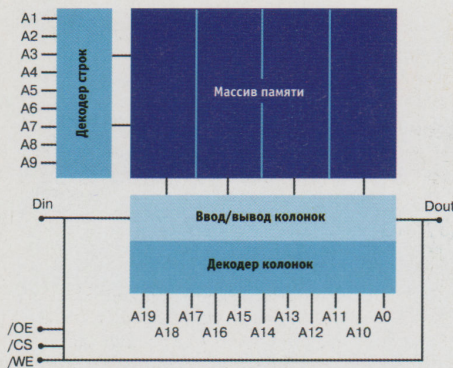 A1
A2
A3
A4
A5
A6
A7
A8
A9
Декодер строк
Массив памяти
Din
Ввод/вывод колонок
Dout
Декодер колонок
A19 A17 A15 A13 A11 A0
A18 A16 A14 A12 A10
/OE
/CS
/WE